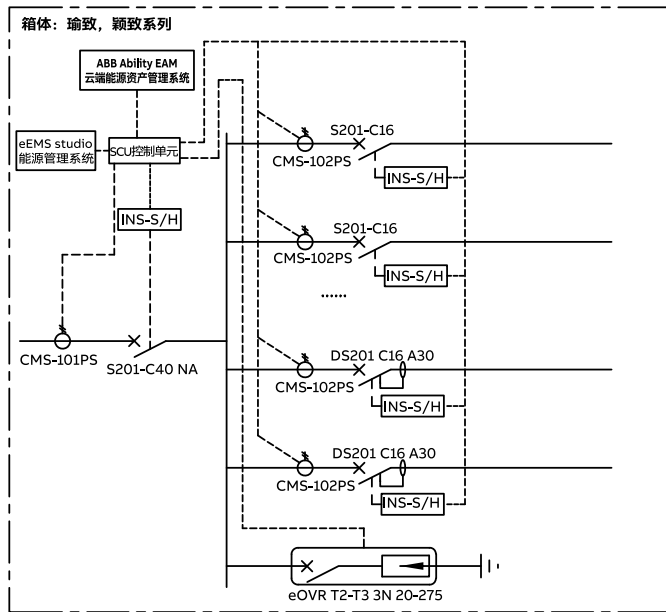 箱体：瑜致，颖致系列
ABB Ability EAM
云端能源资产管理系统
eEMS studio
能源管理系统
SCU控制单元
INS-S/H
CMS-101PS
S201-C40 NA
S201-C16
CMS-102PS
INS-S/H
S201-C16
CMS-102PS
INS-S/H
......
DS201 C16 A30
CMS-102PS
INS-S/H
DS201 C16 A30
CMS-102PS
INS-S/H
eOVR T2-T3 3N 20-275